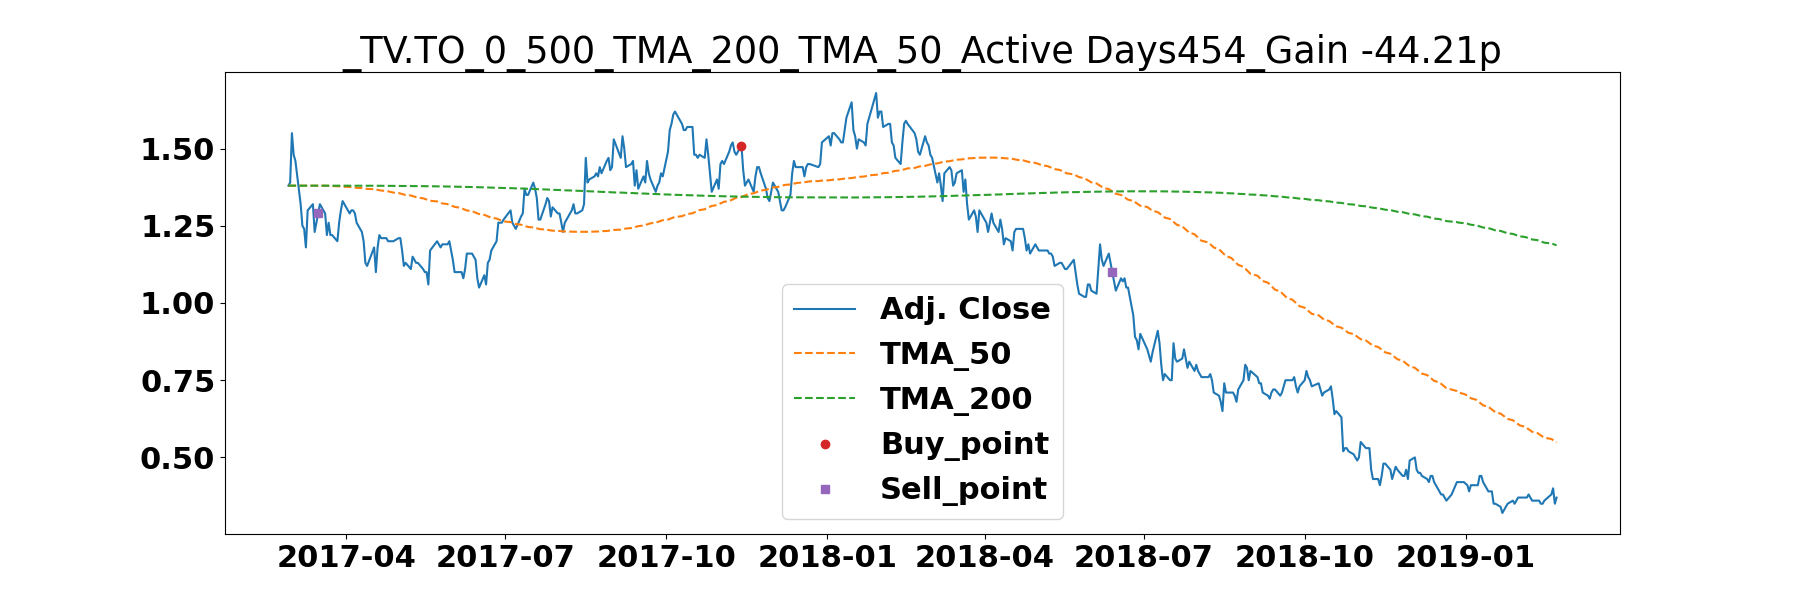 _TV.TO_0_500_TMA_200_TMA_50_Active Days454_Gain -44.21p
1.50
1.25
1.00
0.75
0.50
Adj. Close
TMA_50
TMA_200
Buy_point
Sell_point
2017-04 2017-07 2017-10 2018-01 2018-04 2018-07 2018-10 2019-01